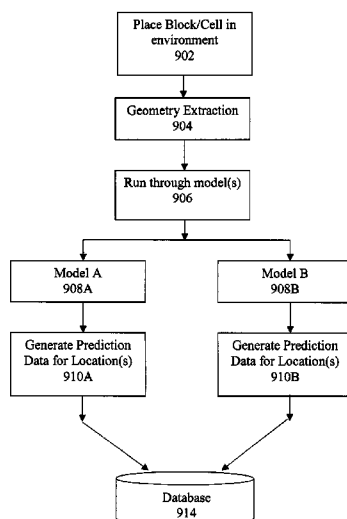 Place Block/Cell in
environment
902
Geometry Extraction
904
Run through model(s)
906
Model A
908A
Model B
908B
Generate Prediction
Data for Location(s)
910A
Generate Prediction
Data for Location(s)
910B
Database
914